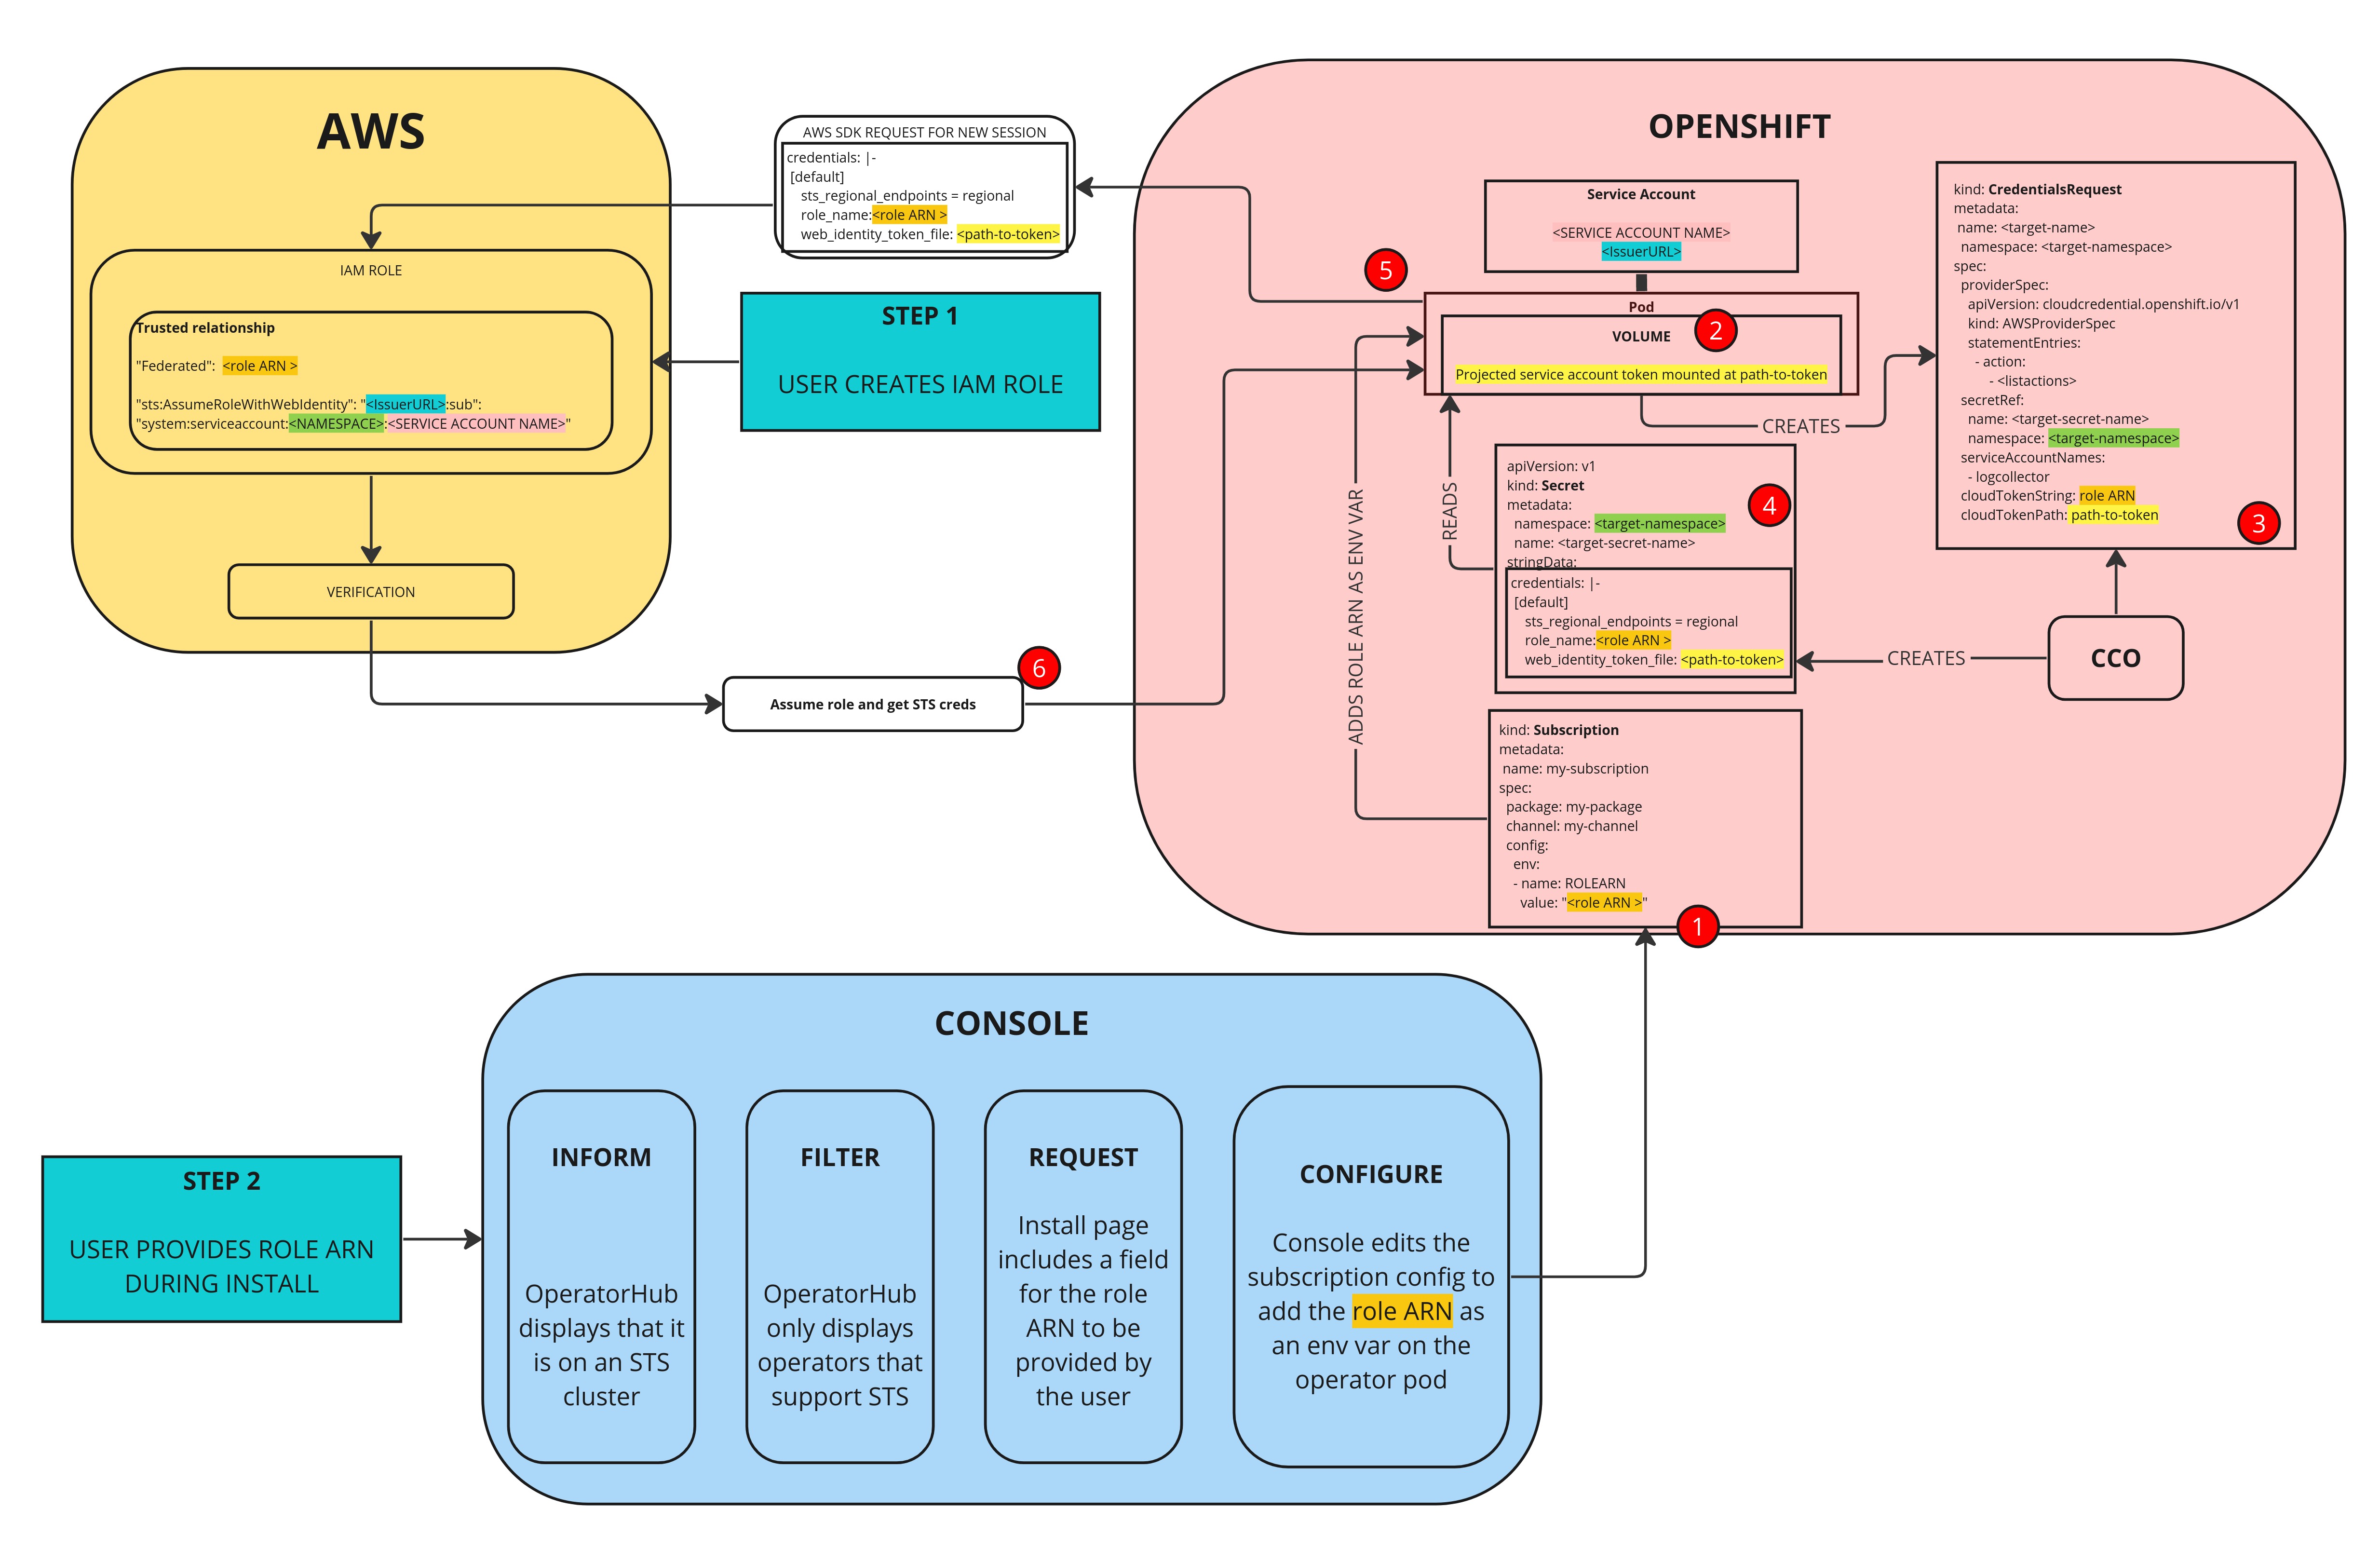 AWS
IAM ROLE
Trusted relationship
"Federated":  <role ARN >
"sts:AssumeRoleWithWebIdentity": "<IssuerURL>:sub":
"system:serviceaccount:<NAMESPACE>:<SERVICE ACCOUNT NAME>"
VERIFICATION
AWS SDK REQUEST FOR NEW SESSION
credentials: |-
[default]
sts_regional_endpoints = regional
role_name:<role ARN >
web_identity_token_file: <path-to-token>
STEP 1
USER CREATES IAM ROLE
6
Assume role and get STS creds
OPENSHIFT
Service Account
<SERVICE ACCOUNT NAME>
<IssuerURL>
5
Pod
VOLUME
2
Projected service account token mounted at path-to-token
CREATES
kind: CredentialsRequest
metadata:
name: <target-name>
namespace: <target-namespace>
spec:
providerSpec:
apiVersion: cloudcredential.openshift.io/v1
kind: AWSProviderSpec
statementEntries:
- action:
- <listactions>
secretRef:
name: <target-secret-name>
namespace: <target-namespace>
serviceAccountNames:
- logcollector
cloudTokenString: role ARN
cloudTokenPath: path-to-token
3
READS
ADDS ROLE ARN AS ENV VAR
apiVersion: v1
kind: Secret
metadata:
namespace: <target-namespace>
name: <target-secret-name>
stringData:
4
credentials: |-
[default]
sts_regional_endpoints = regional
role_name:<role ARN >
web_identity_token_file: <path-to-token>
CREATES
CCO
kind: Subscription
metadata:
name: my-subscription
spec:
package: my-package
channel: my-channel
config:
env:
- name: ROLEARN
value: "<role ARN >"
1
CONSOLE
STEP 2
USER PROVIDES ROLE ARN
DURING INSTALL
INFORM
OperatorHub
displays that it
is on an STS
cluster
FILTER
OperatorHub
only displays
operators that
support STS
REQUEST
Install page
includes a field
for the role
ARN to be
provided by
the user
CONFIGURE
Console edits the
subscription config to
add the role ARN as
an env var on the
operator pod